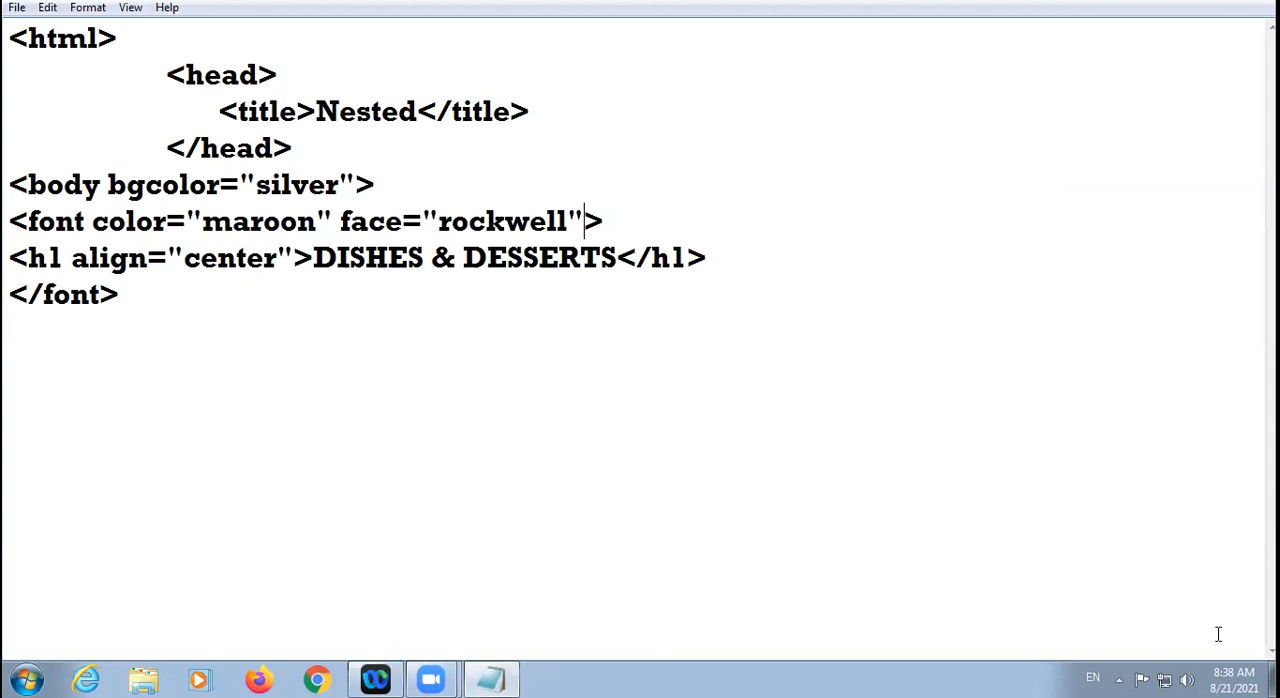 File Edit Format View Help
<html>
<head>
<title>Nested</title>
</head>
<body bgcolor="silver">
<font color="maroon" face="rockwell">
<h1 align="center">DISHES & DESSERTS</h1>
</font>
EN
8:38 AM
8/21/2021